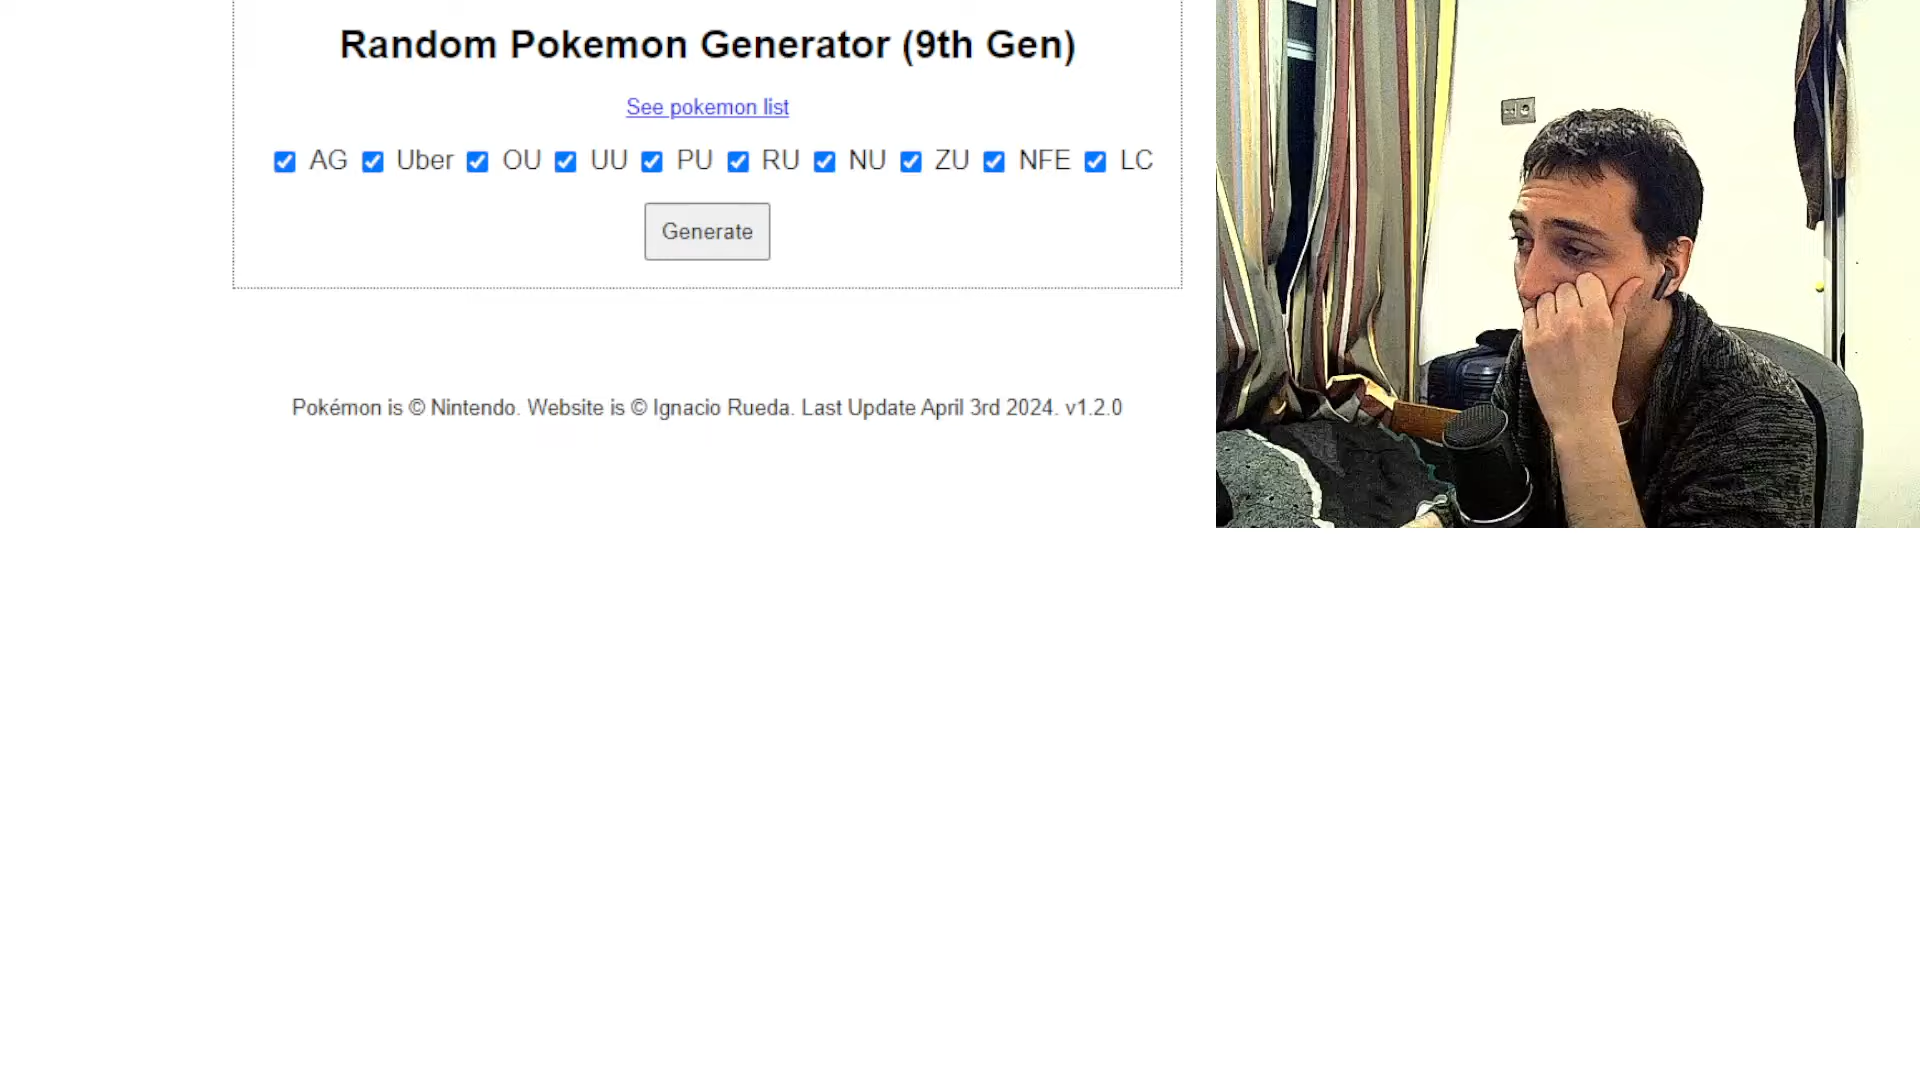 Random Pokemon Generator (9th Gen)
See pokemon list
AG Uber OU UU PU RU NU ZU NFE LC
Generate
Pokémon is © Nintendo. Website is © Ignacio Rueda. Last Update April 3rd 2024. v1.2.0